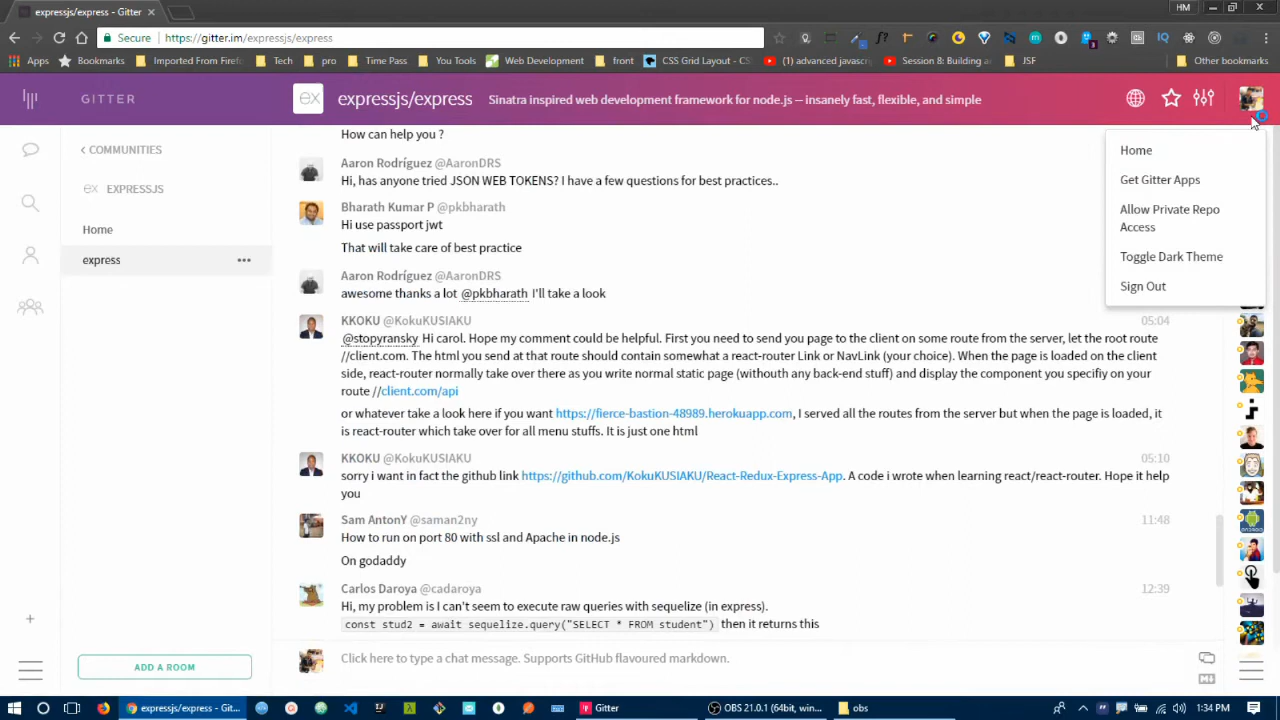 expressjs/express - Gitter
HM
Secure
https://gitter.im/expressjs/express
Apps
Bookmarks
Imported From Firef
Tech
pro
Time Pass
You Tools
Web Development
front
CSS Grid Layout - CS
(1) advanced javascr
Session 8: Building a
JSF
Other bookmarks
GITTER
ex
expressjs/express
Sinatra inspired web development framework for node.js -- insanely fast, flexible, and simple
COMMUNITIES
ex EXPRESSJS
Home
express
ADD A ROOM
How can help you ?
Aaron Rodríguez @AaronDRS
Hi, has anyone tried JSON WEB TOKENS? I have a few questions for best practices..
Bharath Kumar P @pkbharath
Hi use passport jwt
That will take care of best practice
Aaron Rodríguez @AaronDRS
awesome thanks a lot @pkbharath I'll take a look
KKOKU @KokuKUSIAKU
05:04
@stopyransky Hi carol. Hope my comment could be helpful. First you need to send you page to the client on some route from the server, let the root route
//client.com. The html you send at that route should contain somewhat a react-router Link or NavLink (your choice). When the page is loaded on the client
side, react-router normally take over there as you write normal static page (withouth any back-end stuff) and display the component you specifiy on your
route //client.com/api
or whatever take a look here if you want https://fierce-bastion-48989.herokuapp.com, I served all the routes from the server but when the page is loaded, it
is react-router which take over for all menu stuffs. It is just one html
KKOKU @KokuKUSIAKU
05:10
sorry i want in fact the github link https://github.com/KokuKUSIAKU/React-Redux-Express-App. A code i wrote when learning react/react-router. Hope it help
you
Sam AntonY @saman2ny
11:48
How to run on port 80 with ssl and Apache in node.js
On godaddy
Carlos Daroya @cadaroya
12:39
Hi, my problem is I can't seem to execute raw queries with sequelize (in express).
const stud2 = await sequelize.query("SELECT * FROM student") then it returns this
Click here to type a chat message. Supports GitHub flavoured markdown.
Home
Get Gitter Apps
Allow Private Repo
Access
Toggle Dark Theme
Sign Out
expressjs/express - Git...
Gitter
OBS 21.0.1 (64bit, win...
obs
1:34 PM